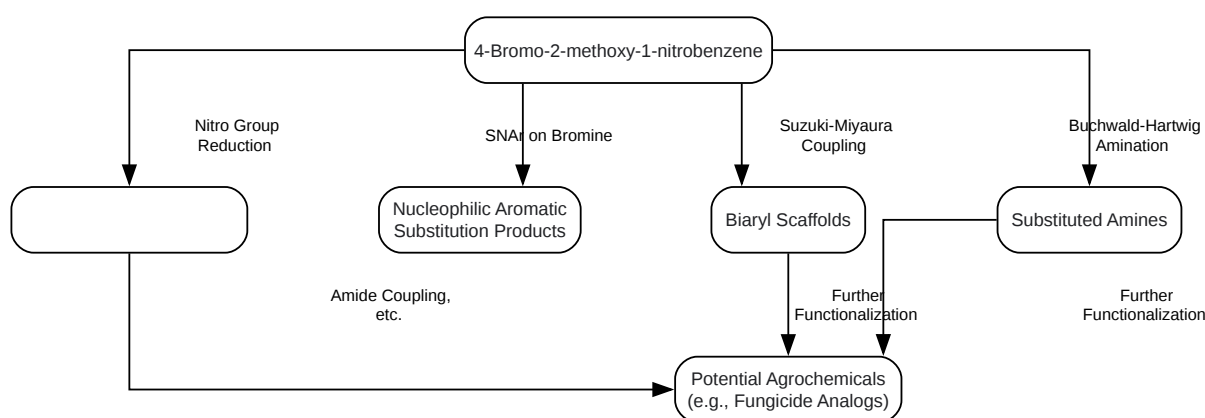 4-Bromo-2-methoxy-1-nitrobenzene
Nitro Group
Reduction
SNAr on Bromine
Suzuki-Miyaura
Coupling
Buchwald-Hartwig
Amination
Nucleophilic Aromatic
Substitution Products
Biaryl Scaffolds
Substituted Amines
Amide Coupling,
etc.
Further
Functionalization
Further
Functionalization
Potential Agrochemicals
(e.g., Fungicide Analogs)